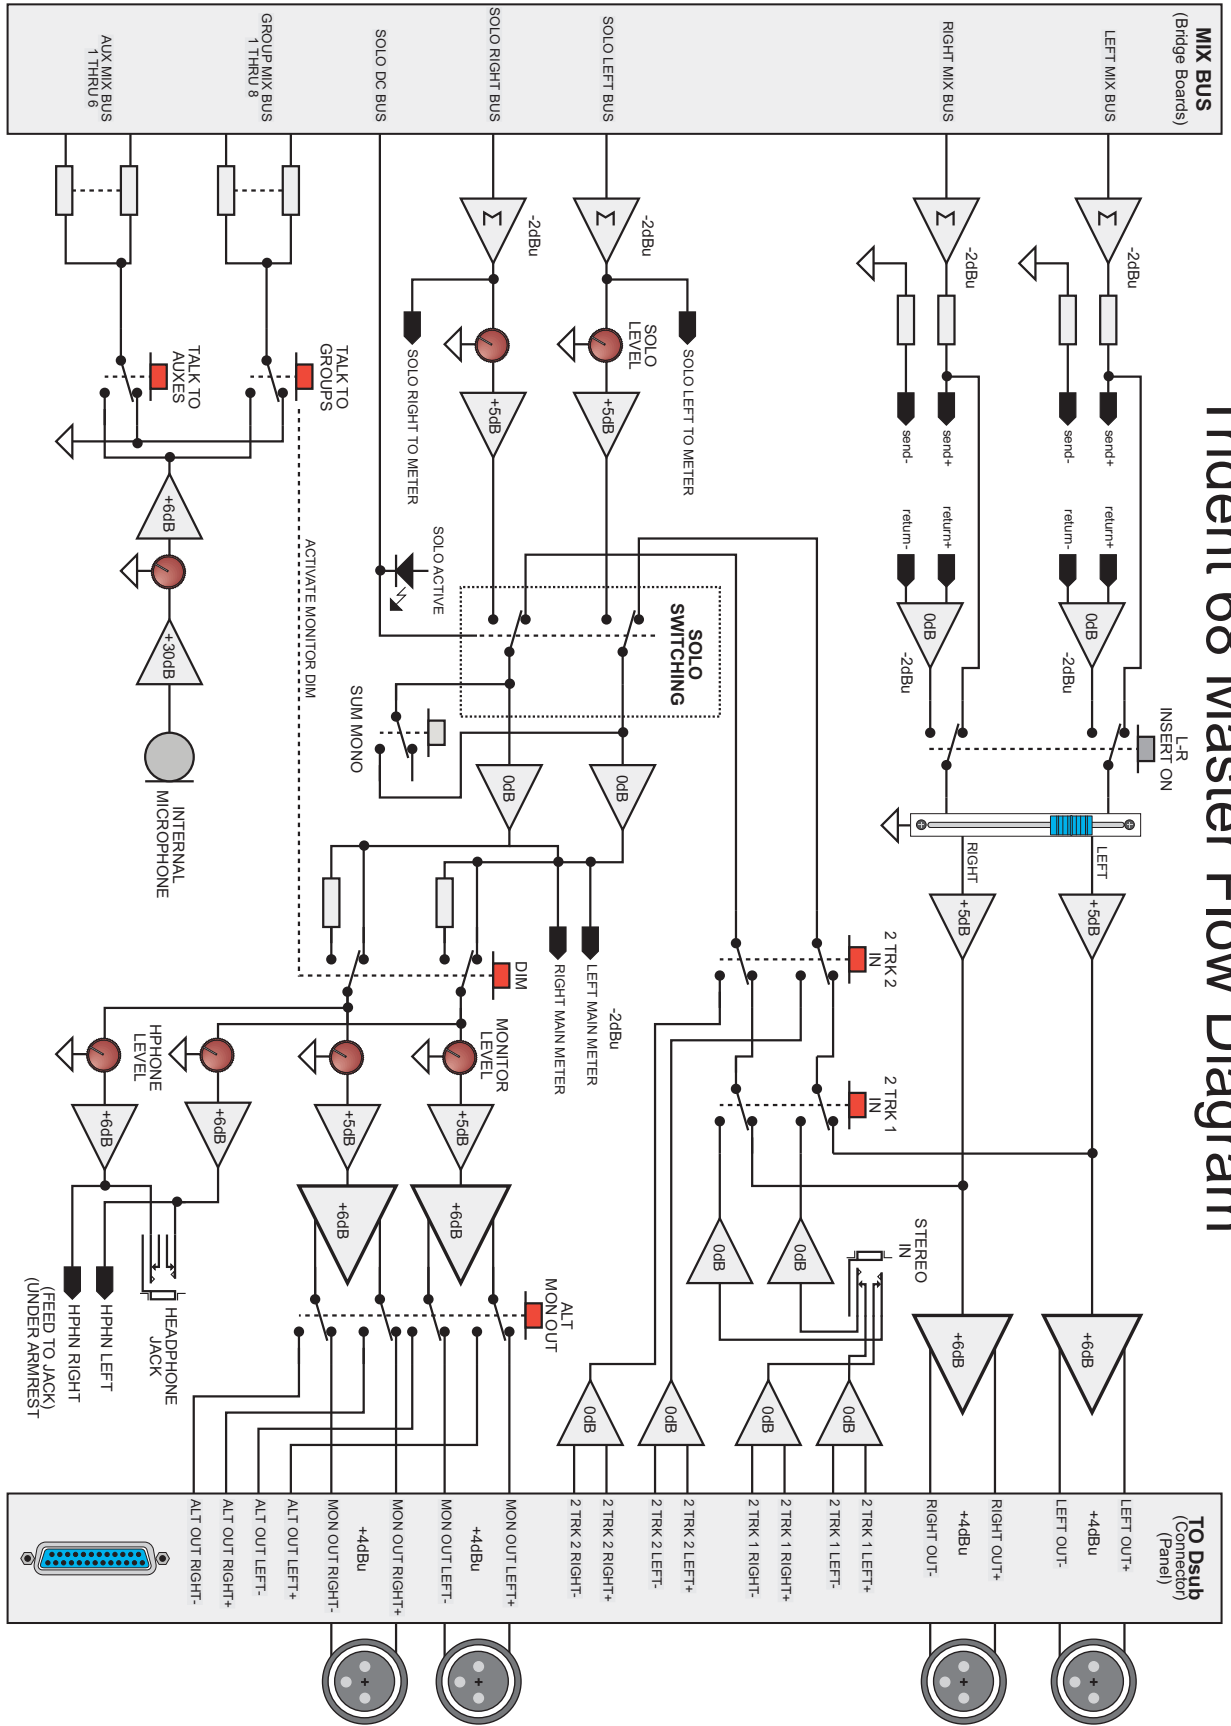 Trident 68 Master Flow Diagram
MIX BUS
(Bridge Boards)
LEFT MIX BUS
RIGHT MIX BUS
SOLO LEFT BUS
SOLO RIGHT BUS
SOLO DC BUS
GROUP MIX BUS
1 THRU 8
AUX MIX BUS
1 THRU 6
Σ
-2dBu
send+
send-
return+
return-
0dB
-2dBu
L-R
INSERT ON
LEFT
+5dB
+6dB
Σ
-2dBu
send+
send-
return+
return-
0dB
-2dBu
RIGHT
+5dB
+6dB
2 TRK 2
IN
2 TRK 1
IN
STEREO
IN
0dB
0dB
0dB
0dB
0dB
0dB
Σ
-2dBu
SOLO LEFT TO METER
SOLO
LEVEL
+5dB
Σ
-2dBu
SOLO RIGHT TO METER
+5dB
SOLO
SWITCHING
SOLO ACTIVE
SUM MONO
0dB
0dB
-2dBu
LEFT MAIN METER
RIGHT MAIN METER
DIM
MONITOR
LEVEL
+5dB
+6dB
+5dB
+6dB
ALT
MON OUT
ACTIVATE MONITOR DIM
TALK TO
GROUPS
TALK TO
AUXES
+6dB
+30dB
INTERNAL
MICROPHONE
HPHONE
LEVEL
+6dB
+6dB
HEADPHONE
JACK
HPHN LEFT
HPHN RIGHT
(FEED TO JACK)
(UNDER ARMREST
TO Dsub
(Connector)
(Panel)
LEFT OUT+
+4dBu
LEFT OUT-
RIGHT OUT+
+4dBu
RIGHT OUT-
2 TRK 1 LEFT+
2 TRK 1 LEFT-
2 TRK 1 RIGHT+
2 TRK 1 RIGHT-
2 TRK 2 LEFT+
2 TRK 2 LEFT-
2 TRK 2 RIGHT+
2 TRK 2 RIGHT-
MON OUT LEFT+
+4dBu
MON OUT LEFT-
MON OUT RIGHT+
+4dBu
MON OUT RIGHT-
ALT OUT LEFT+
ALT OUT LEFT-
ALT OUT RIGHT+
ALT OUT RIGHT-